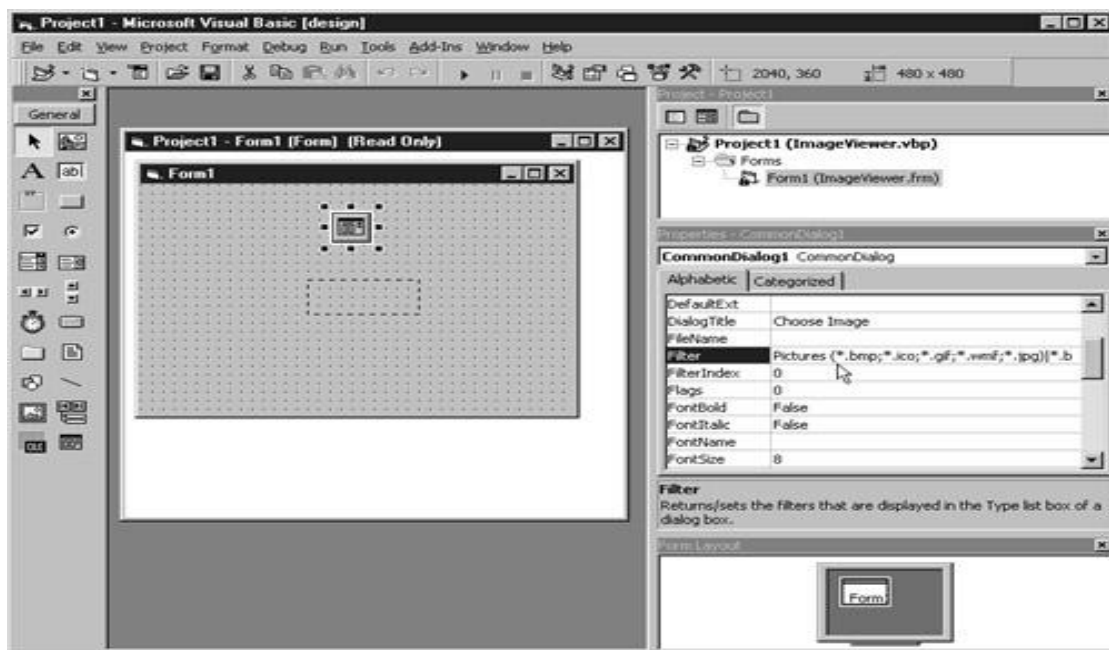 Project1 - Microsoft Visual Basic [design]
File Edit View Project Format Debug Run Tools Add-Ins Window Help
2040, 360 480 x 480
General
A ab|
Project1 - Form1 (Form) (Read Only)
Form1
Project - Project1
Project1 (ImageViewer.vbp)
Forms
Form1 (ImageViewer.frm)
Properties - CommonDialog1
CommonDialog1 CommonDialog
Alphabetic Categorized
DefaultExt
DialogTitle Choose Image
FileName
Filter Pictures (*.bmp;*.ico;*.gif;*.wmf;*.jpg)|*.b
FilterIndex 0
Flags 0
FontBold False
FontItalic False
FontName
FontSize 8
Filter
Returns/sets the filters that are displayed in the Type list box of a
dialog box.
Form Layout
Form
OLE